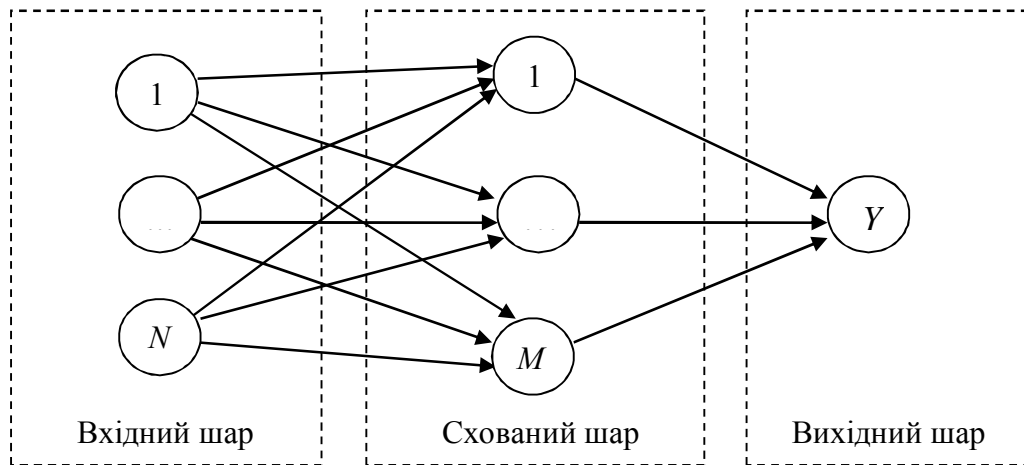 1
1
...
...
Y
N
M
Вхідний шар
Схований шар
Вихідний шар